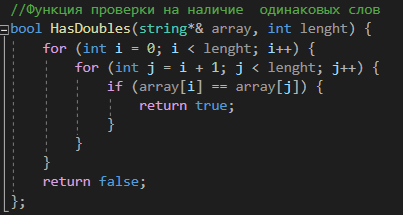 //Функция проверки на наличие  одинаковых слов
bool HasDoubles(string*& array, int lenght) {
    for (int i = 0; i < lenght; i++) {
        for (int j = i + 1; j < lenght; j++) {
            if (array[i] == array[j]) {
                return true;
            }
        }
    }
    return false;
};